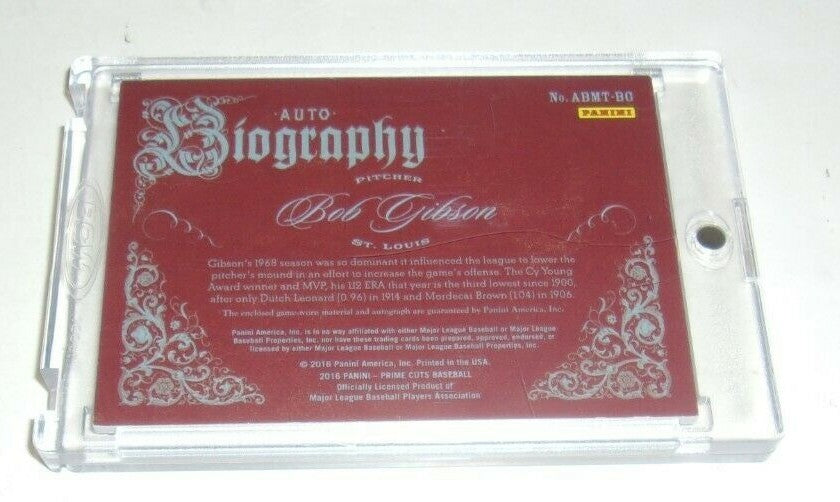 AUTO
Biography
No. ABMT-BG
PANINI
PITCHER
Bob Gibson
ST. LOUIS
Gibson's 1968 season was so dominant it influenced the league to lower the
pitcher's mound in an effort to increase the game's offense. The Cy Young
Award winner and MVP, his 1.12 ERA that year is the third lowest since 1900,
after only Dutch Leonard (0.96) in 1914 and Mordecai Brown (1.04) in 1906.
The enclosed game-worn material and autograph are guaranteed by Panini America, Inc.
Panini America, Inc. is in no way affiliated with either Major League Baseball or Major League
Baseball Properties, Inc. nor have these trading cards been prepared, approved, endorsed, or
licensed by either Major League Baseball or Major League Baseball Properties, Inc.
© 2016 Panini America, Inc. Printed in the USA.
2016 PANINI – PRIME CUTS BASEBALL
Officially Licensed Product of
Major League Baseball Players Association